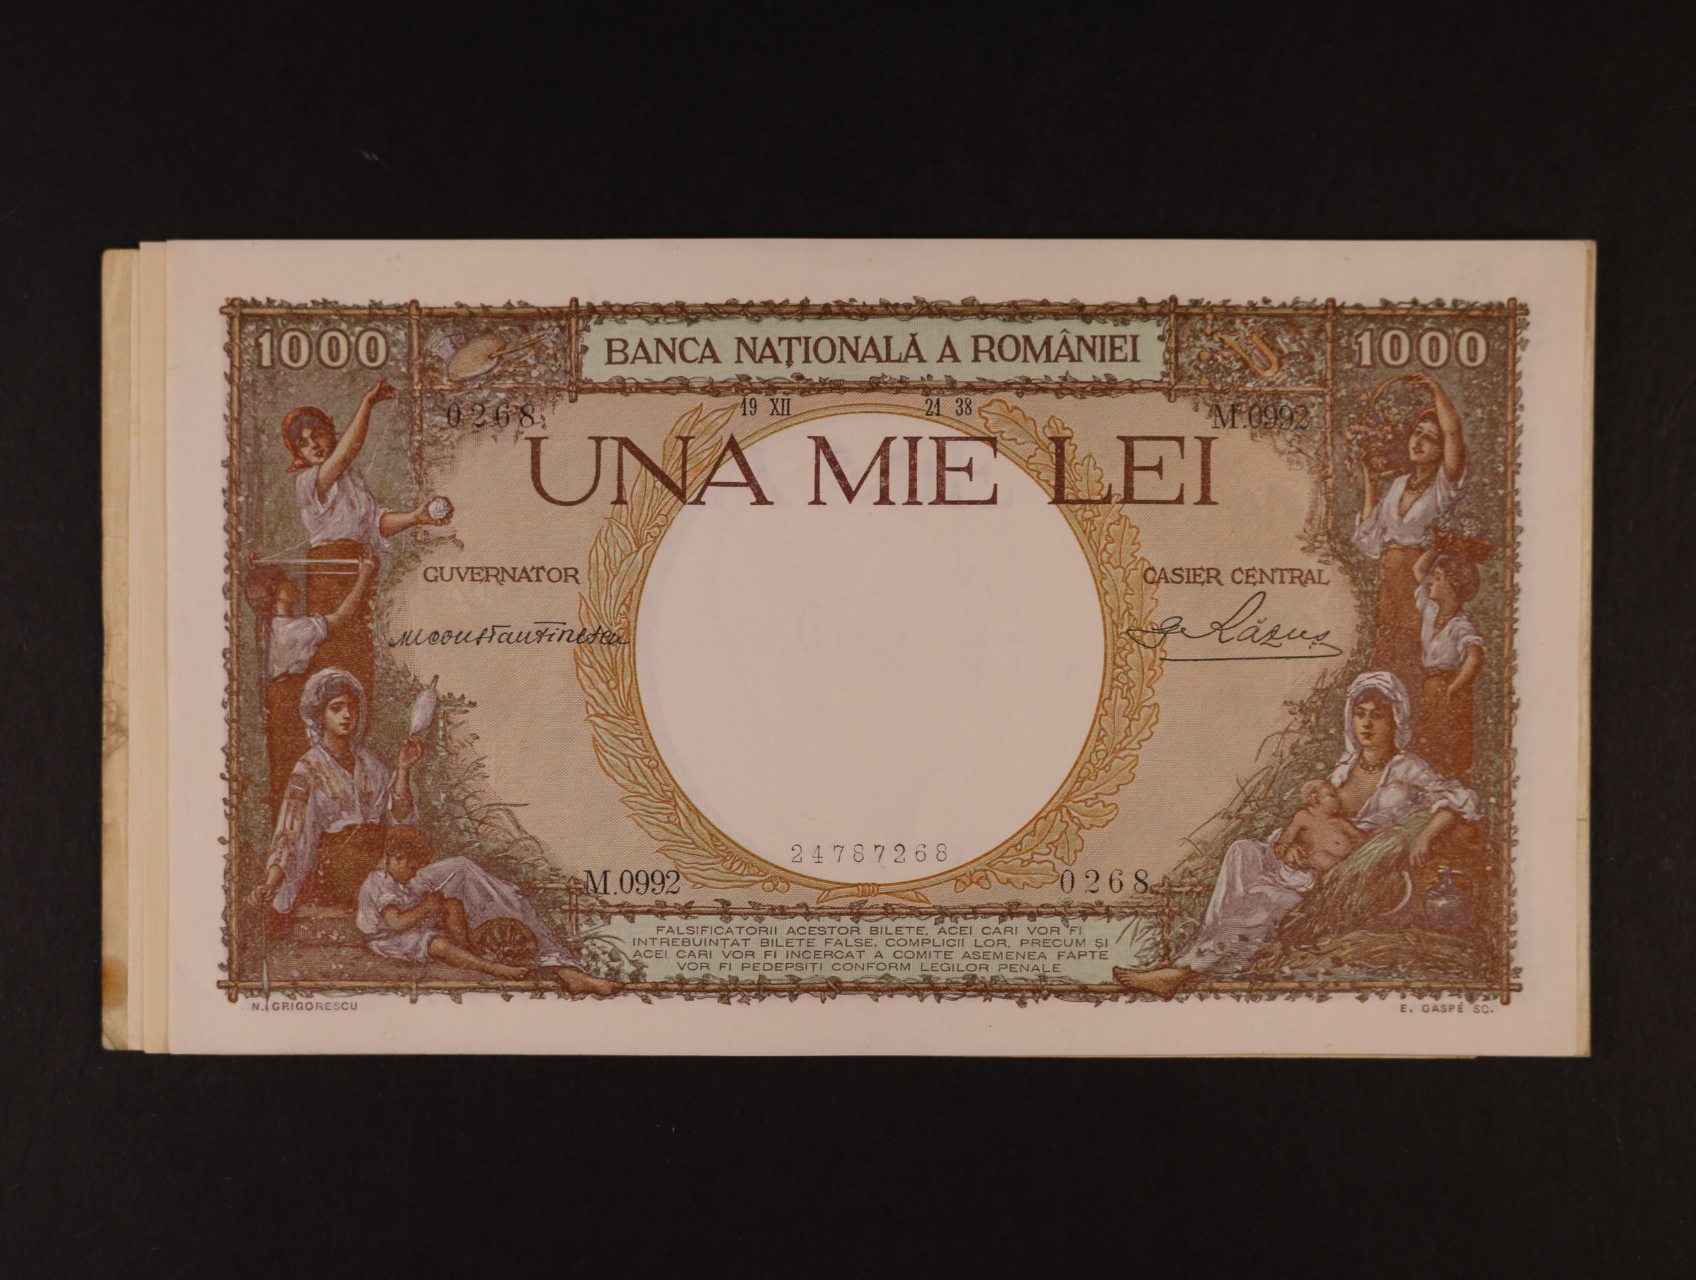 1000
BANCA NAȚIONALĂ A ROMÂNIEI
1000
19 XII
21 38
0268
M.0992
UNA MIE LEI
GUVERNATOR
CASIER CENTRAL
M Constantinescu
24787268
M.0992
0268
FALSIFICATORII ACESTOR BILETE, ACEI CARI VOR FI
INTREBUINȚAT BILETE FALSE, COMPLICII LOR, PRECUM ȘI
ACEI CARI VOR FI INCERCAT A COMITE ASEMENEA FAPTE
VOR FI PEDEPSIȚI CONFORM LEGILOR PENALE
N. GRIGORESCU
E. GASPÉ SC.